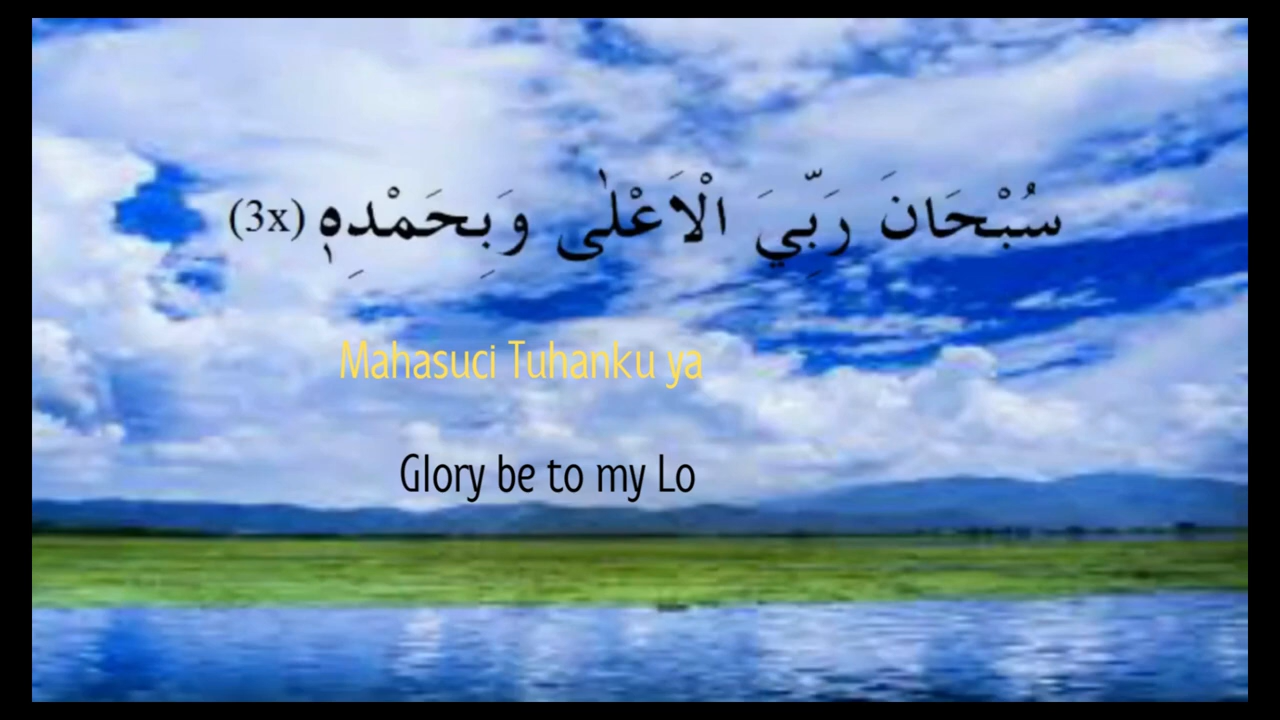 سُبْحَانَ رَبِّيَ الْاَعْلٰى وَبِحَمْدِهٖ (3x)
Mahasuci Tuhanku ya
Glory be to my Lo